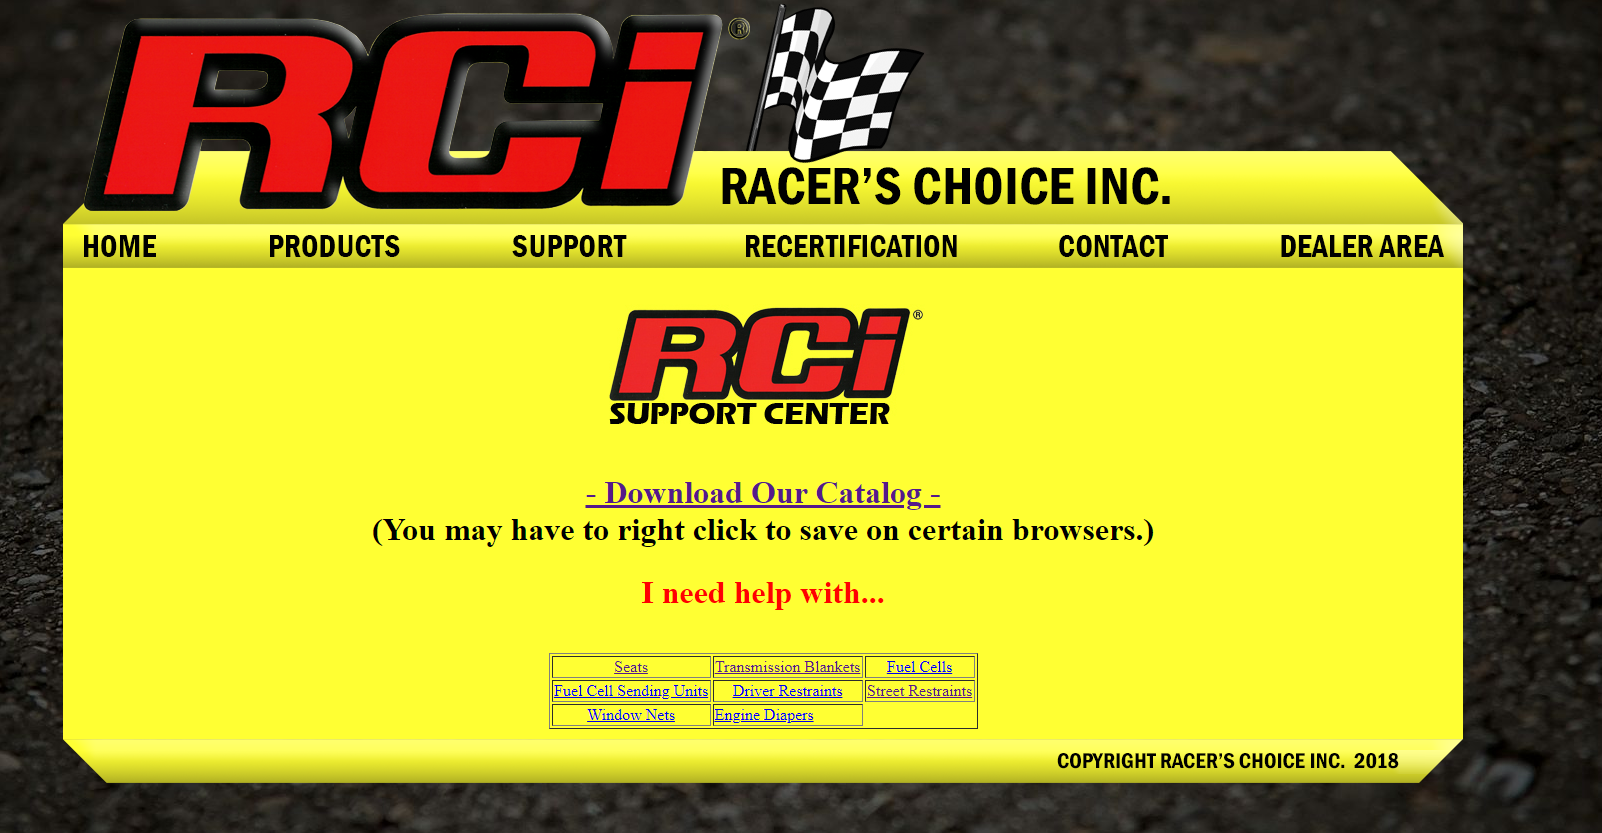 RCi ®
RACER'S CHOICE INC.
HOME PRODUCTS SUPPORT RECERTIFICATION CONTACT DEALER AREA
RCi ®
SUPPORT CENTER
- Download Our Catalog -
(You may have to right click to save on certain browsers.)
I need help with...
Seats Transmission Blankets Fuel Cells
Fuel Cell Sending Units Driver Restraints Street Restraints
Window Nets Engine Diapers
COPYRIGHT RACER'S CHOICE INC. 2018